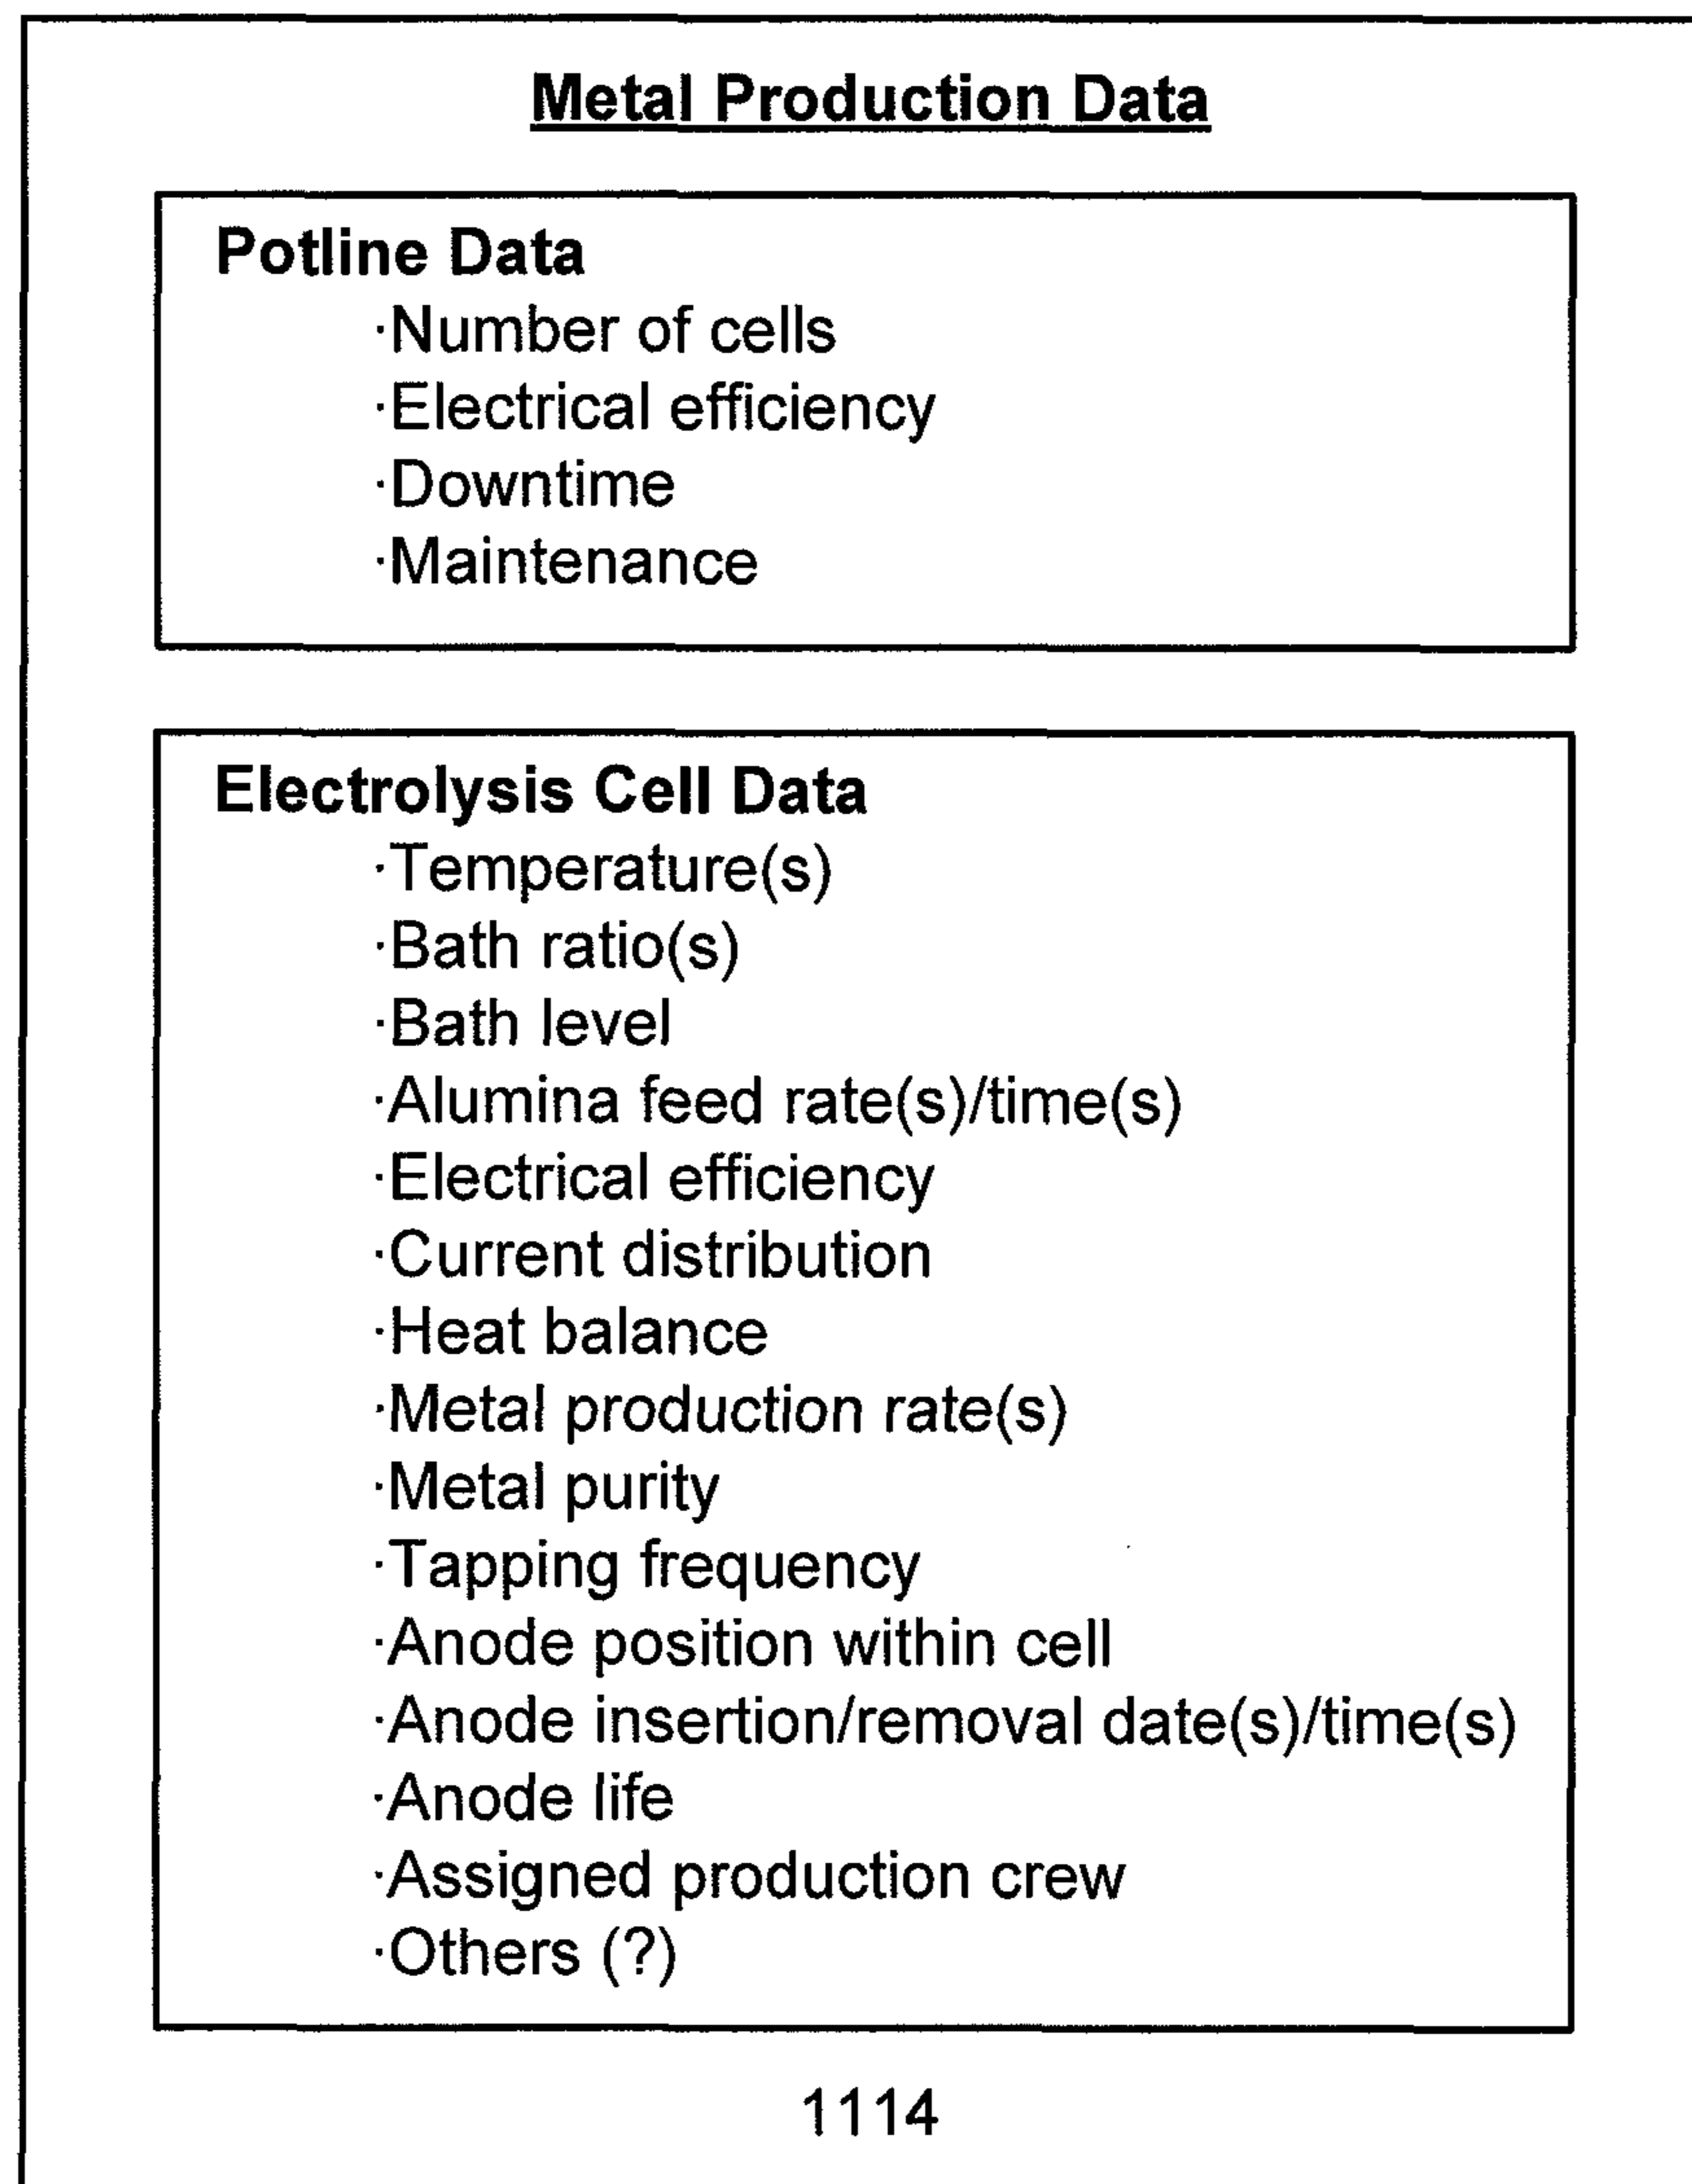 Metal Production Data
Potline Data
·Number of cells
·Electrical efficiency
·Downtime
·Maintenance
Electrolysis Cell Data
·Temperature(s)
·Bath ratio(s)
·Bath level
·Alumina feed rate(s)/time(s)
·Electrical efficiency
·Current distribution
·Heat balance
·Metal production rate(s)
·Metal purity
·Tapping frequency
·Anode position within cell
·Anode insertion/removal date(s)/time(s)
·Anode life
·Assigned production crew
·Others (?)
1114